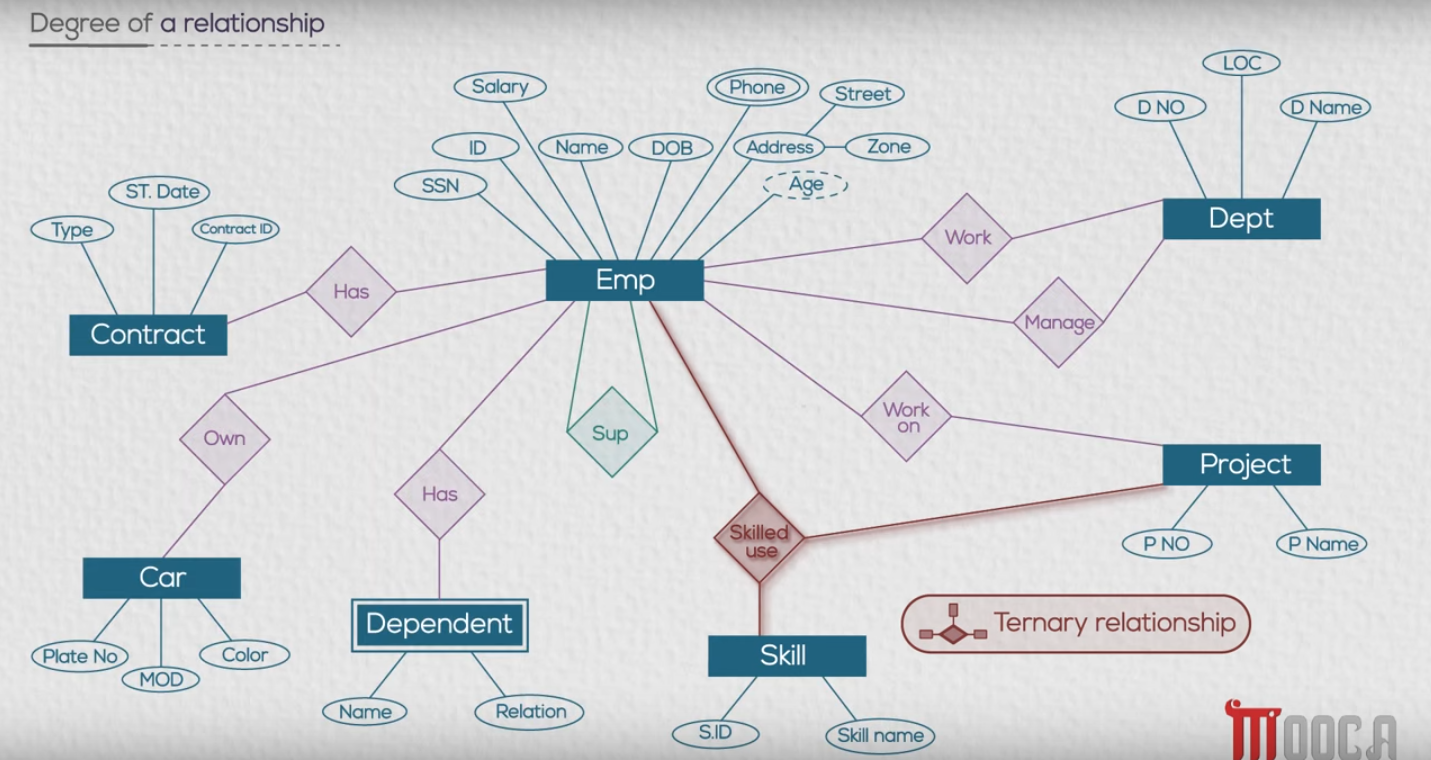 Degree of a relationship
Salary
Phone
Street
LOC
D NO
D Name
ID
Name
DOB
Address
Zone
SSN
Age
ST. Date
Type
Contract ID
Work
Dept
Has
Emp
Manage
Contract
Own
Sup
Work
on
Project
Has
Skilled
use
P NO
P Name
Car
Dependent
Ternary relationship
Plate No
MOD
Color
Skill
Name
Relation
S.ID
Skill name
MOOCA